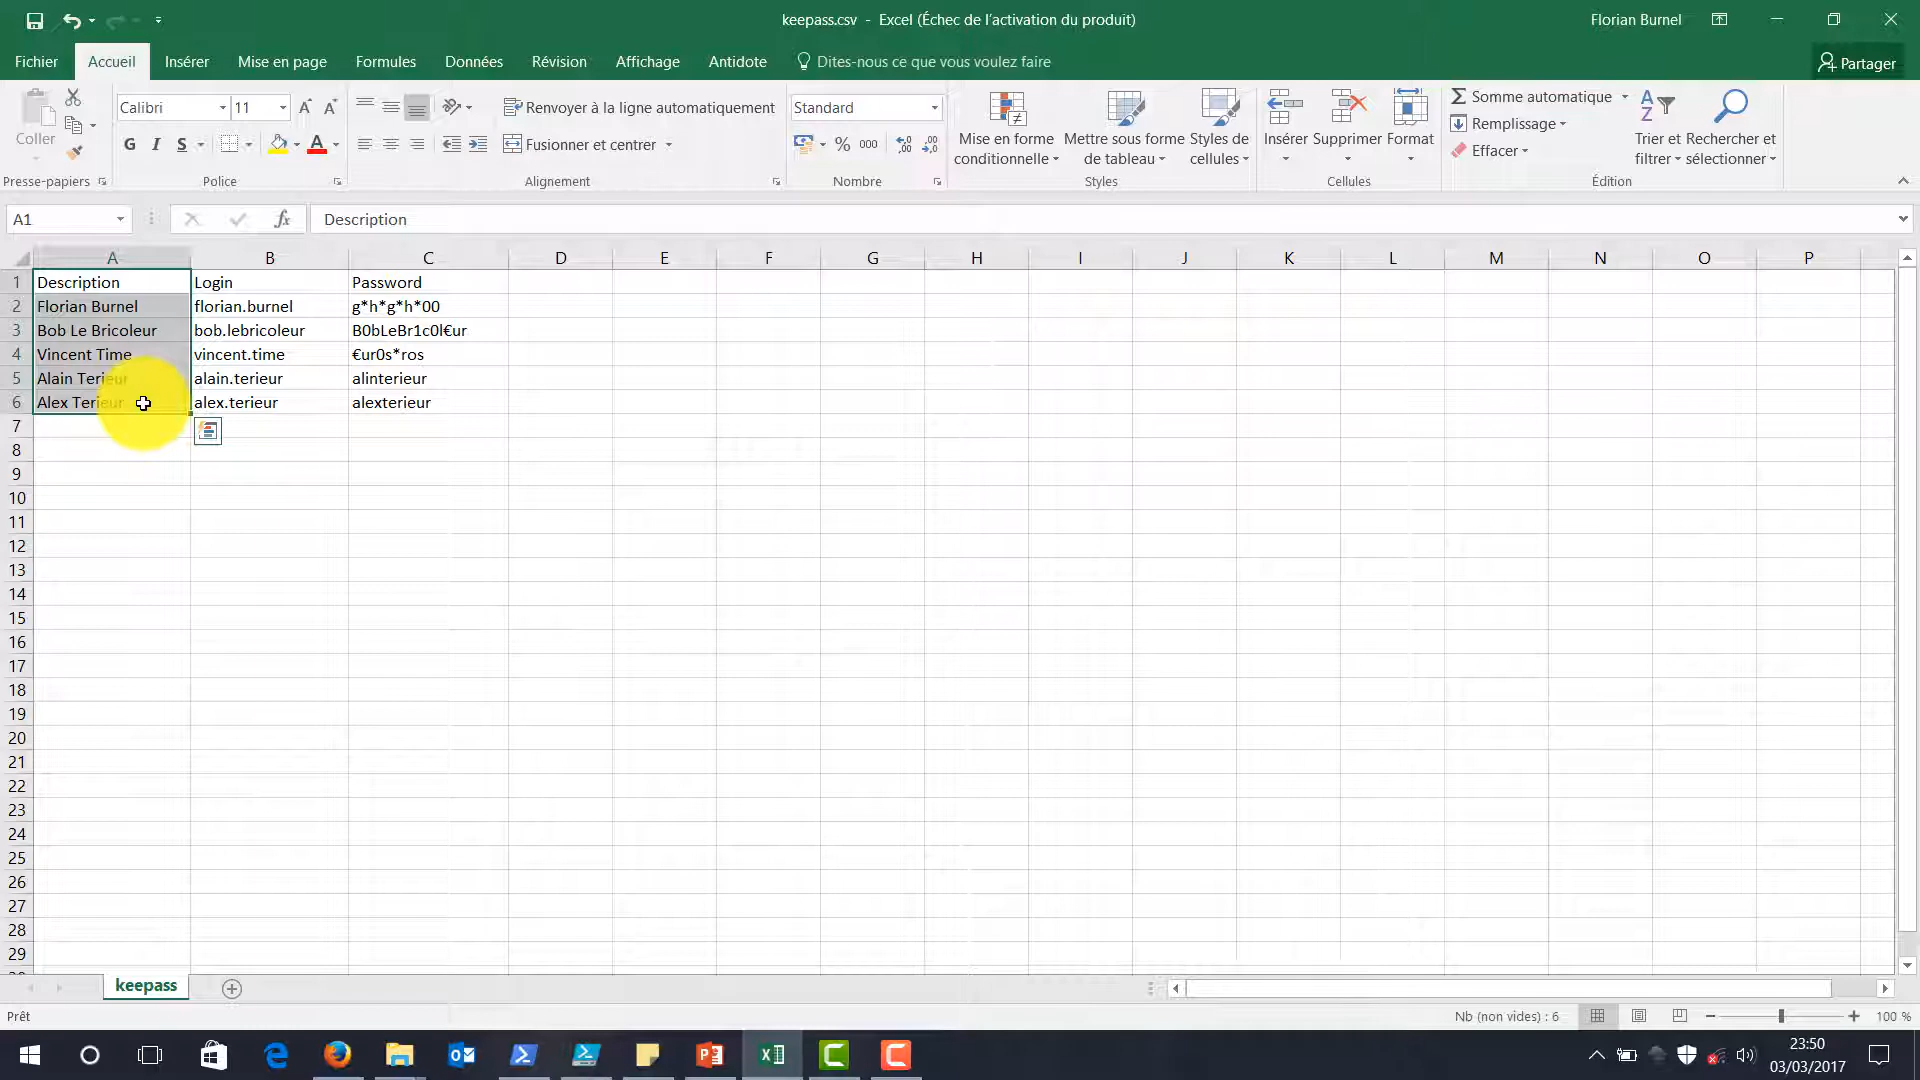 keepass.csv - Excel (Échec de l'activation du produit)
Florian Burnel
Fichier Accueil Insérer Mise en page Formules Données Révision Affichage Antidote Dites-nous ce que vous voulez faire Partager
Coller
Calibri 11
Renvoyer à la ligne automatiquement
Standard
Mise en forme conditionnelle
Mettre sous forme de tableau
Styles de cellules
Insérer Supprimer Format
Somme automatique
Remplissage
Effacer
Trier et filtrer
Rechercher et sélectionner
G I S
Fusionner et centrer
% 000
Presse-papiers Police Alignement Nombre Styles Cellules Édition
A1 fx Description
A B C D E F G H I J K L M N O P
1 Description Login Password
2 Florian Burnel florian.burnel g*h*g*h*00
3 Bob Le Bricoleur bob.lebricoleur B0bLeBr1c0l€ur
4 Vincent Time vincent.time €ur0s*ros
5 Alain Terieur alain.terieur alinterieur
6 Alex Terieur alex.terieur alexterieur
7
8
9
10
11
12
13
14
15
16
17
18
19
20
21
22
23
24
25
26
27
28
29
keepass
Prêt Nb (non vides) : 6 100 %
23:50
03/03/2017